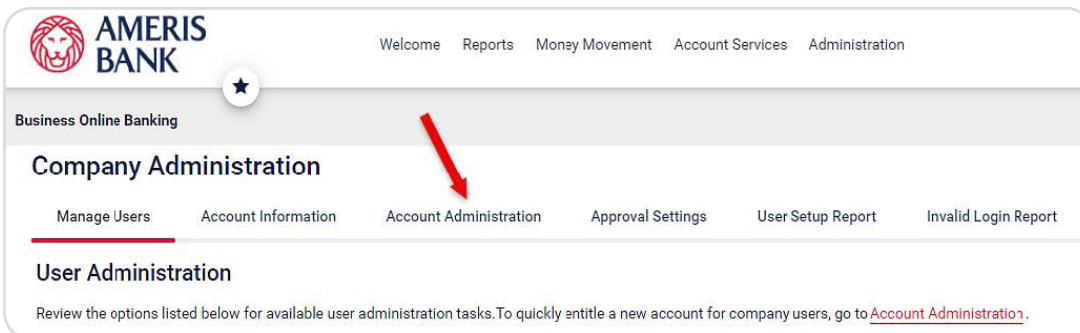 AMERIS
BANK
Welcome Reports Money Movement Account Services Administration
Business Online Banking
Company Administration
Manage Users Account Information Account Administration Approval Settings User Setup Report Invalid Login Report
User Administration
Review the options listed below for available user administration tasks. To quickly entitle a new account for company users, go to Account Administration.